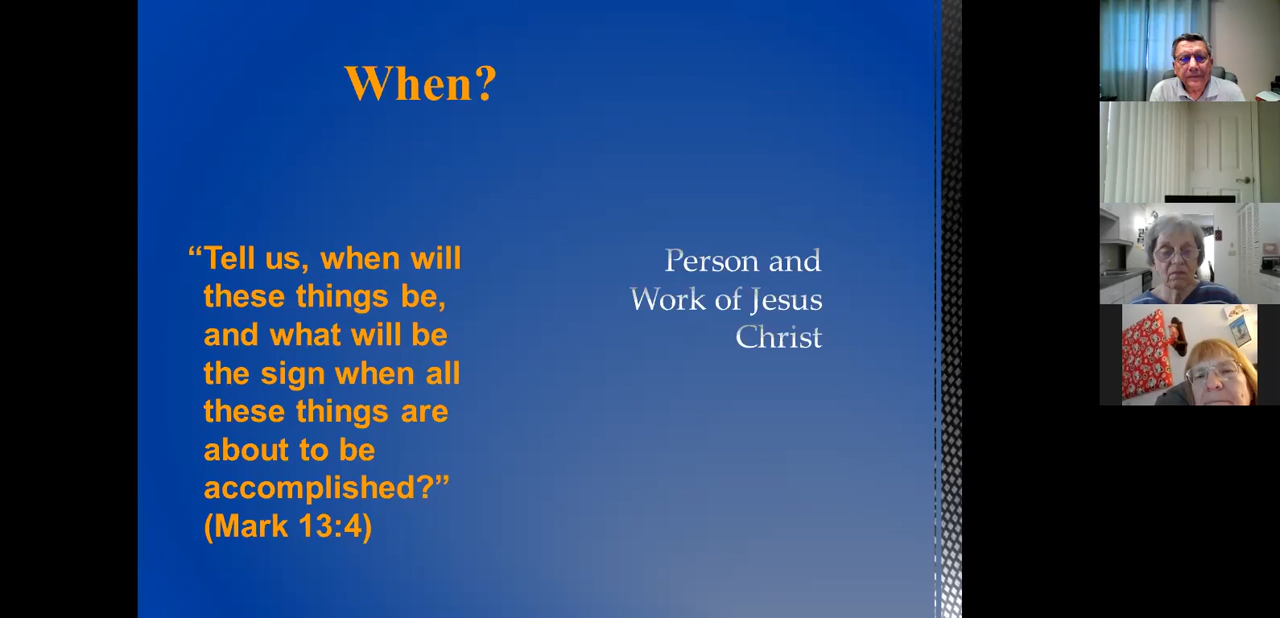 When?
“Tell us, when will
these things be,
and what will be
the sign when all
these things are
about to be
accomplished?”
(Mark 13:4)
Person and
Work of Jesus
Christ